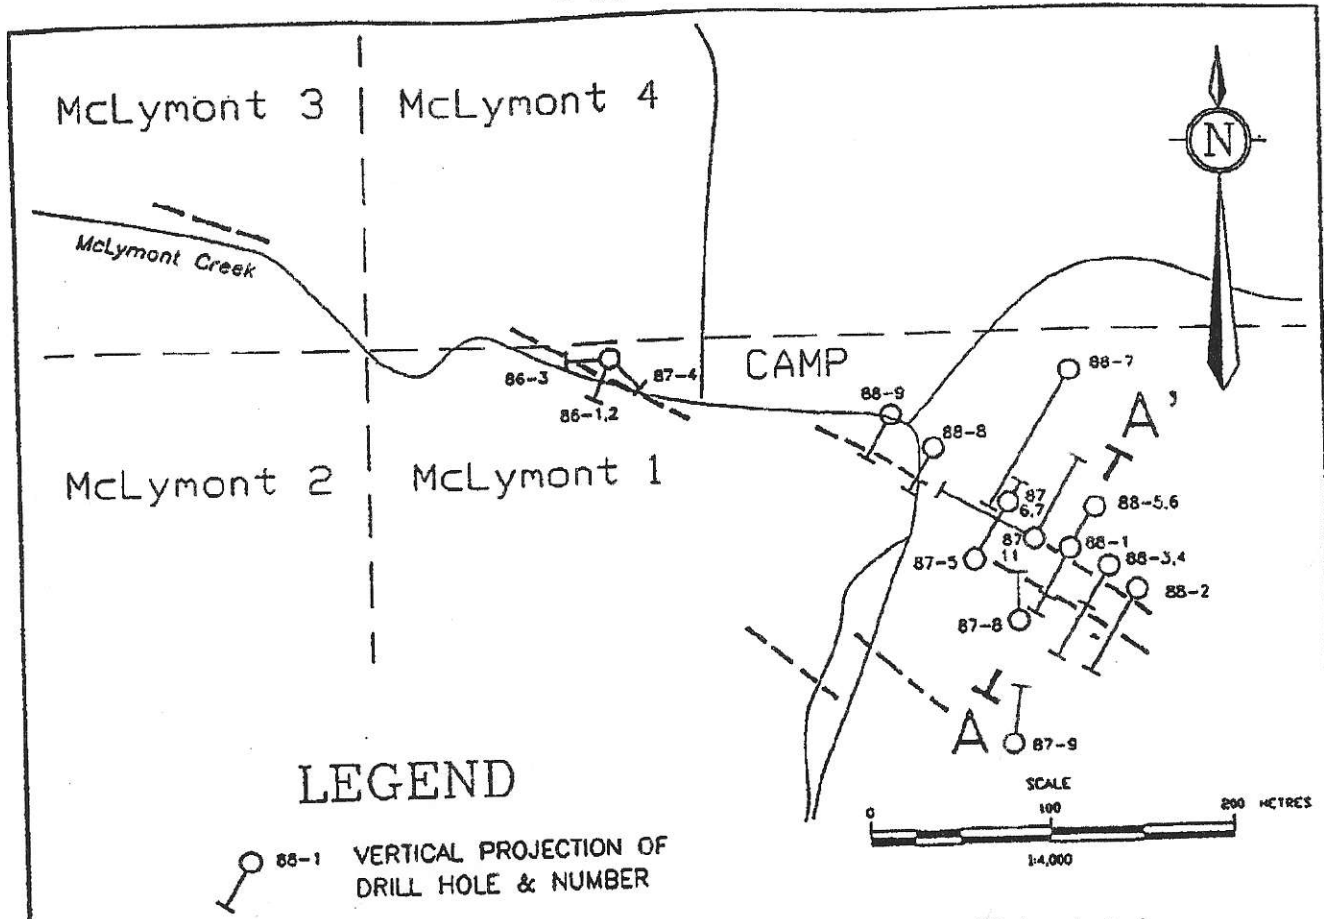 McLymont 3
McLymont 4
N
McLymont Creek
CAMP
88-7
86-3
87-4
86-1,2
88-9
88-8
A'
McLymont 2
McLymont 1
87
6,7
88-5,6
87-5
87
11
88-1
88-3,4
88-2
87-8
A
87-9
LEGEND
SCALE
0 100 200 METRES
1:4,000
88-1 VERTICAL PROJECTION OF
DRILL HOLE & NUMBER